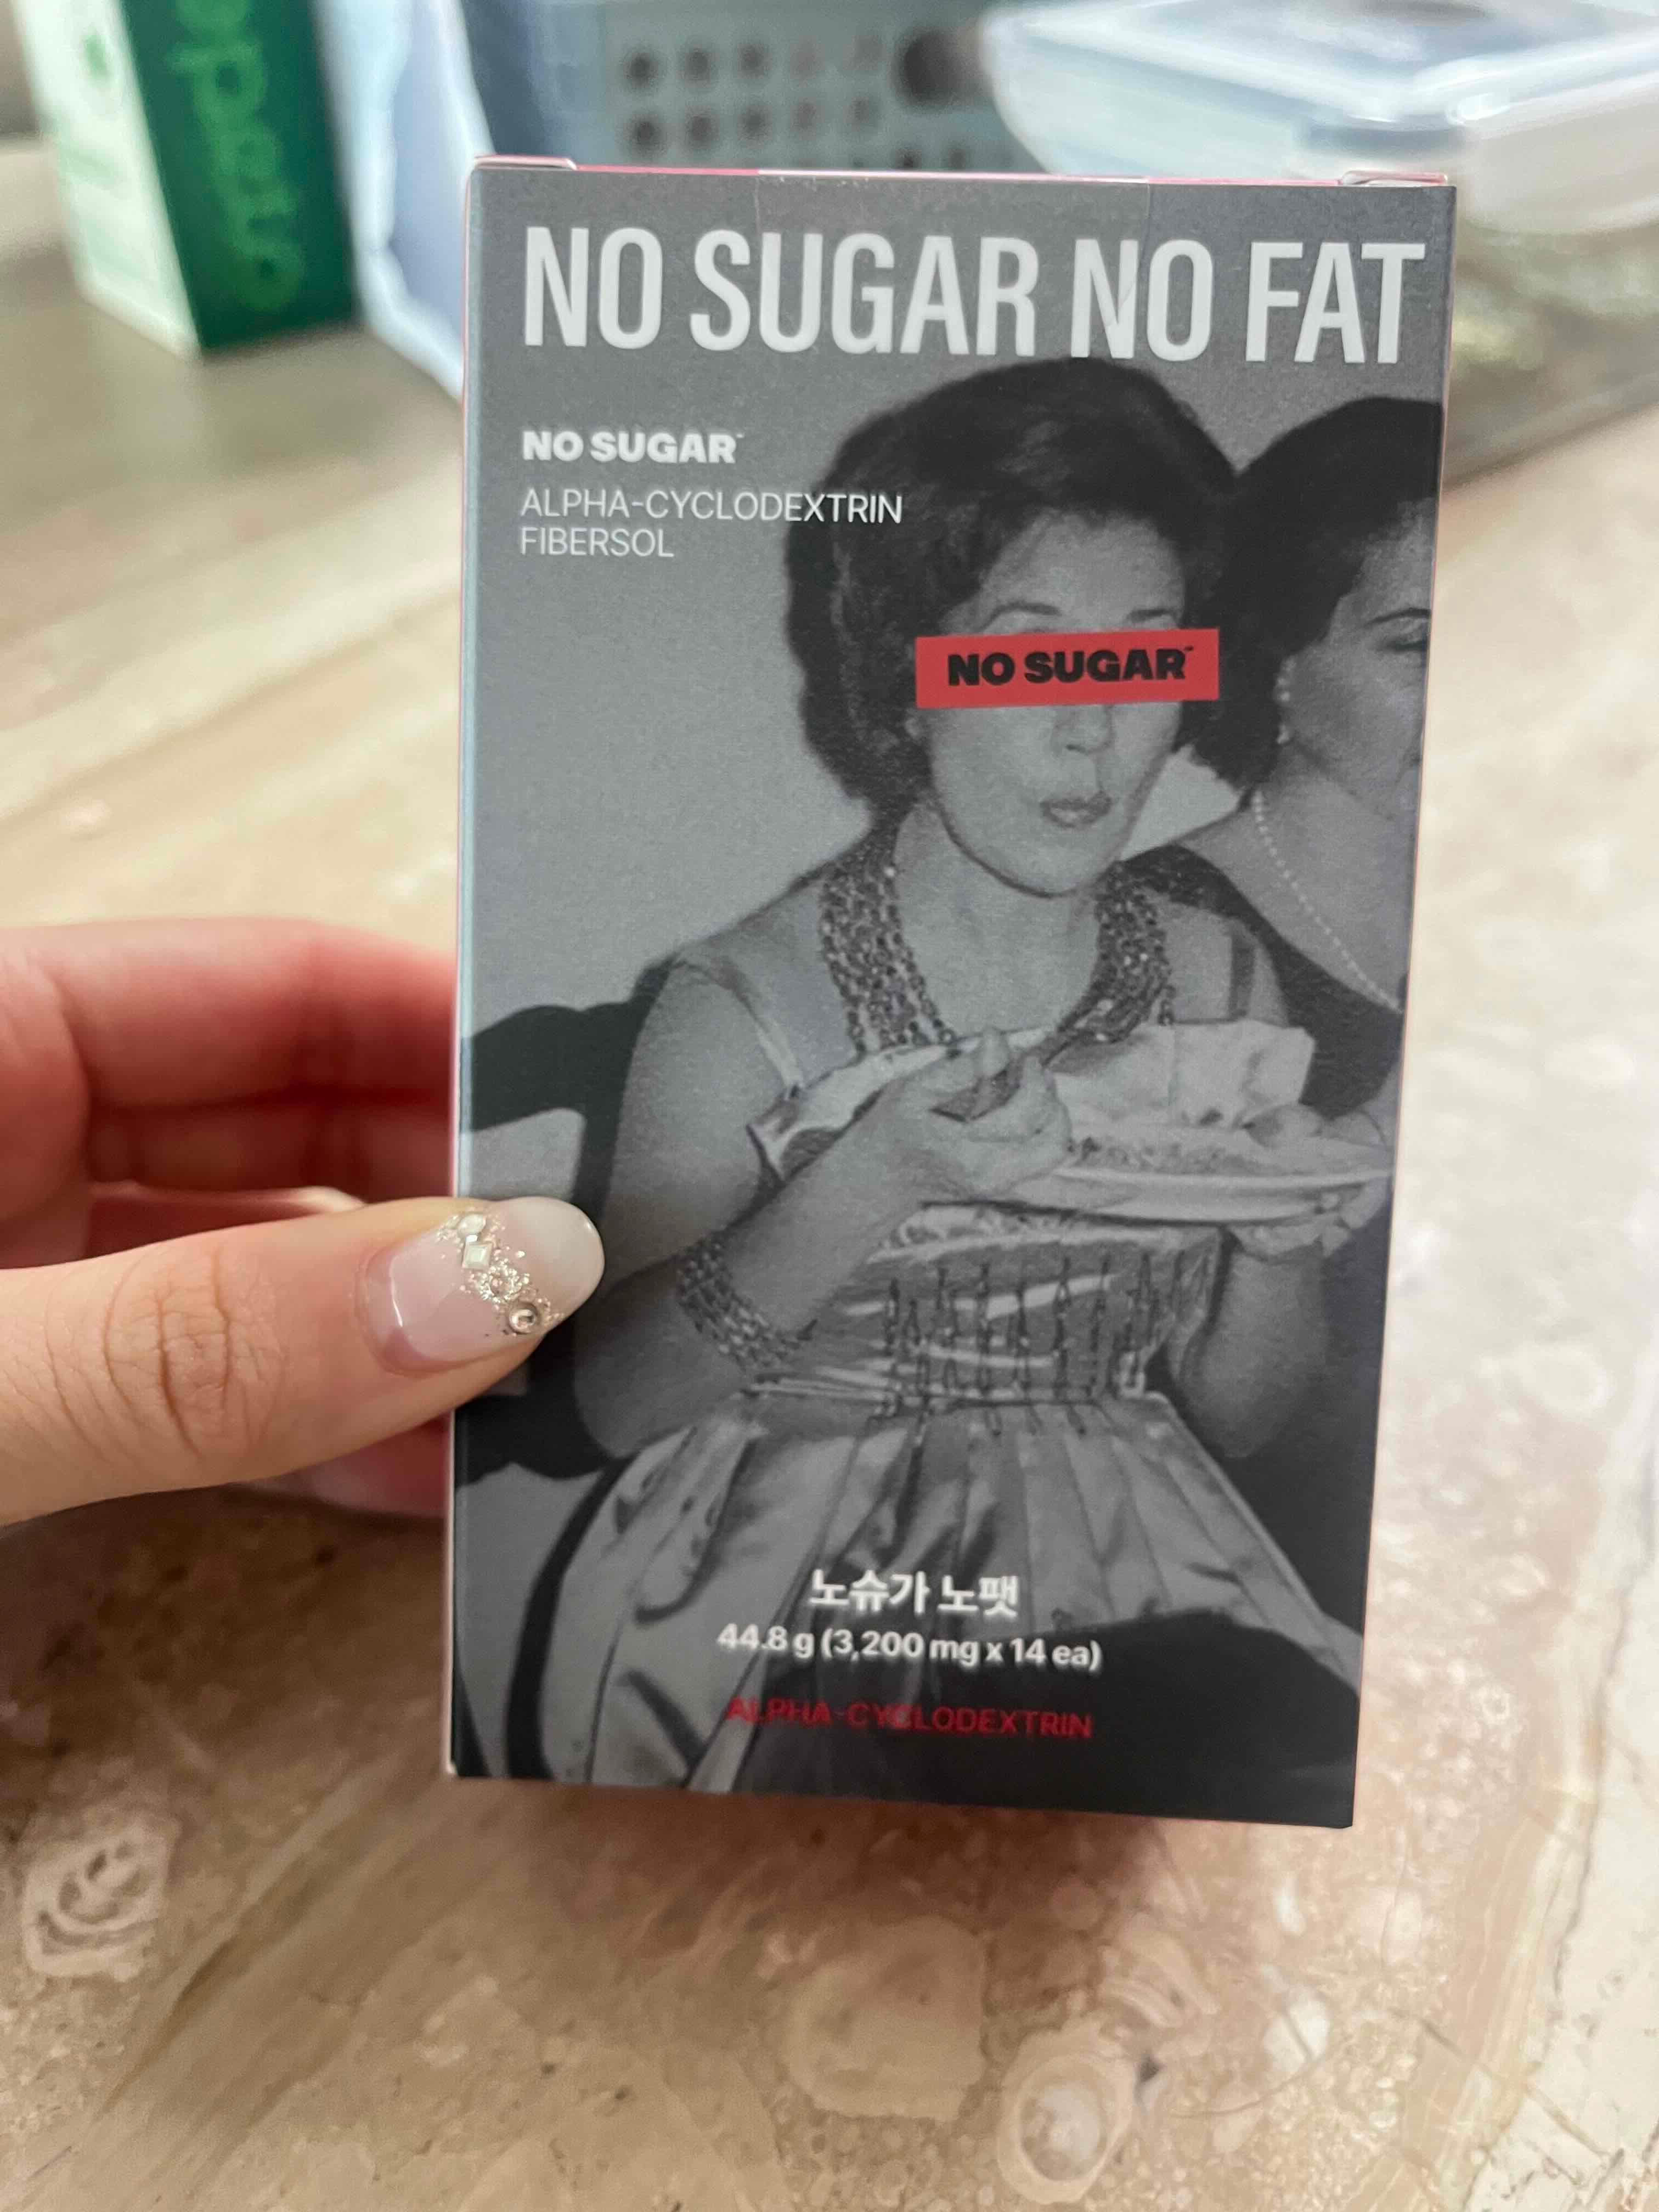 NO SUGAR NO FAT
NO SUGAR
ALPHA-CYCLODEXTRIN
FIBERSOL
NO SUGAR
노슈가 노팻
44.8 g (3,200 mg x 14 ea)
ALPHA-CYCLODEXTRIN